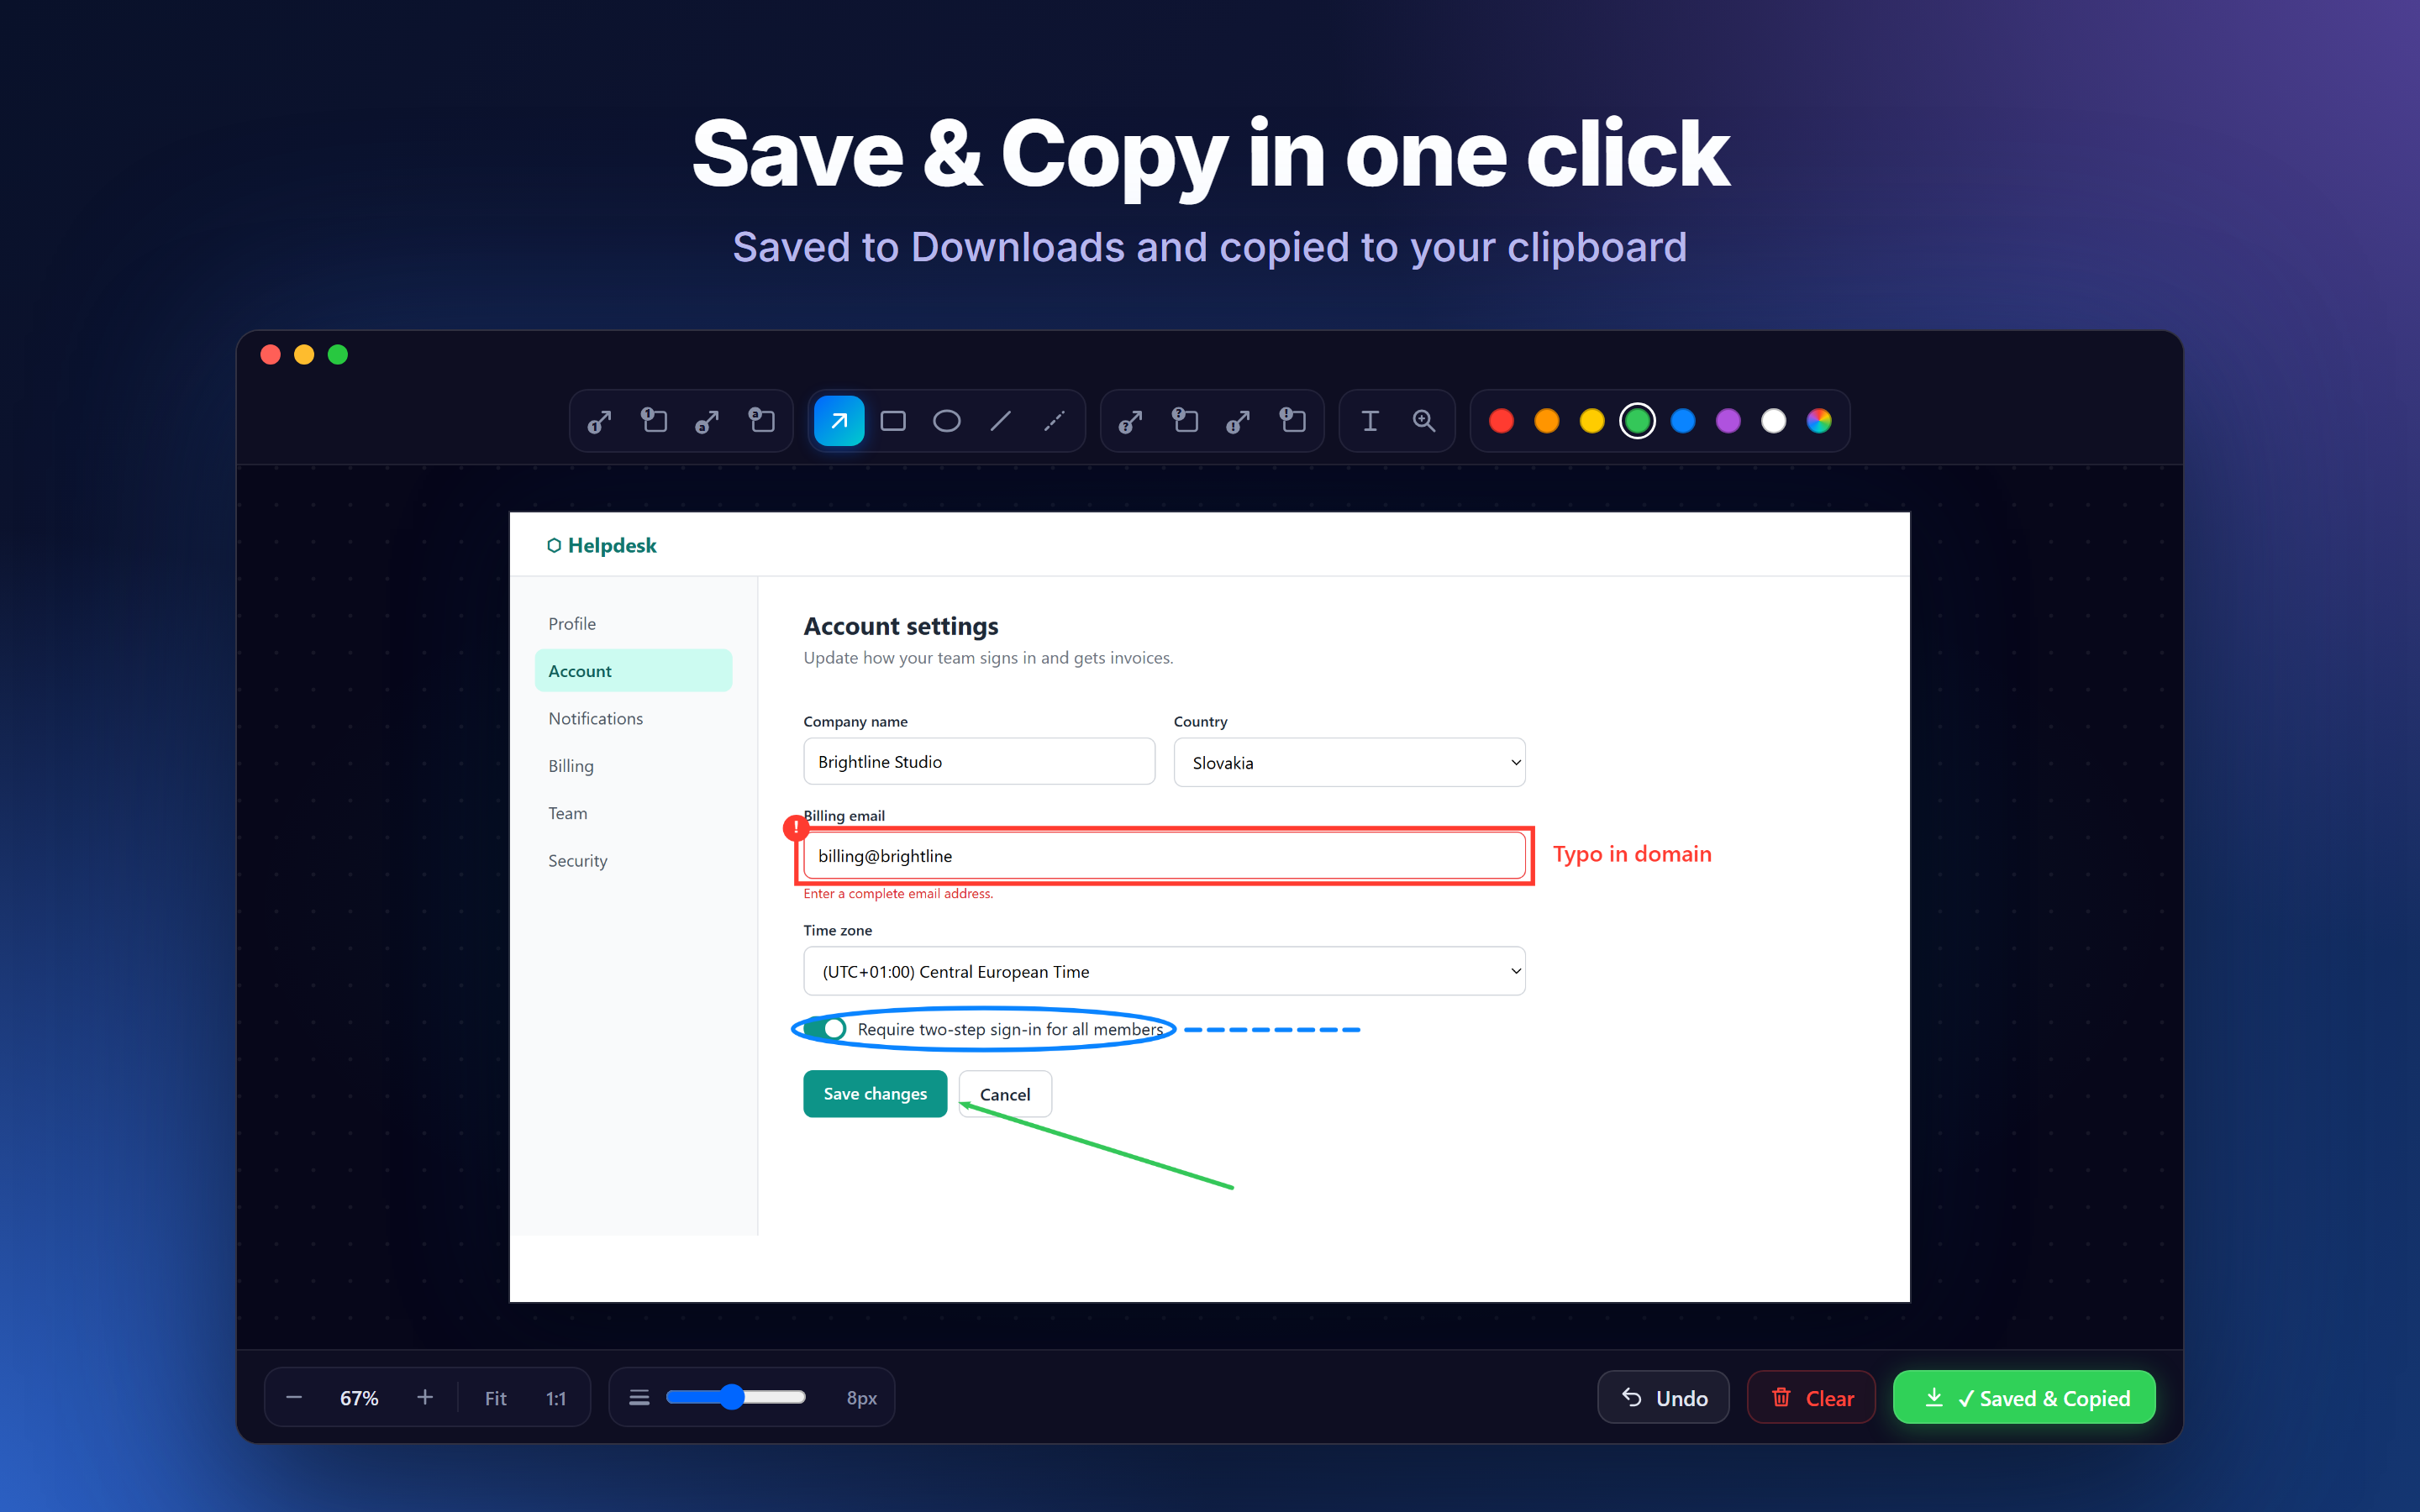 Save & Copy in one click
Saved to Downloads and copied to your clipboard
1 1 a a ? ? ! !
Helpdesk
Profile
Account
Notifications
Billing
Team
Security
Account settings
Update how your team signs in and gets invoices.
Company name Country
Brightline Studio Slovakia
Billing email
!
billing@brightline Typo in domain
Enter a complete email address.
Time zone
(UTC+01:00) Central European Time
Require two-step sign-in for all members
Save changes Cancel
67% Fit 1:1 8px Undo Clear ✓ Saved & Copied